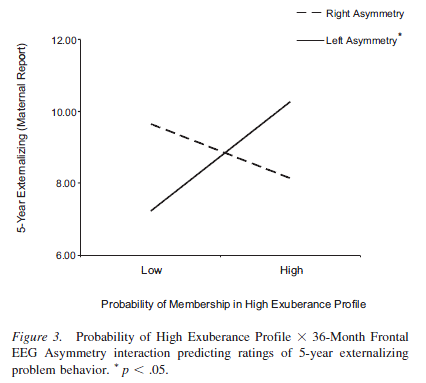 Right Asymmetry
Left Asymmetry*
12.00
10.00
8.00
6.00
5-Year Externalizing (Maternal Report)
Low High
Probability of Membership in High Exuberance Profile
Figure 3. Probability of High Exuberance Profile × 36-Month Frontal
EEG Asymmetry interaction predicting ratings of 5-year externalizing
problem behavior. *p < .05.